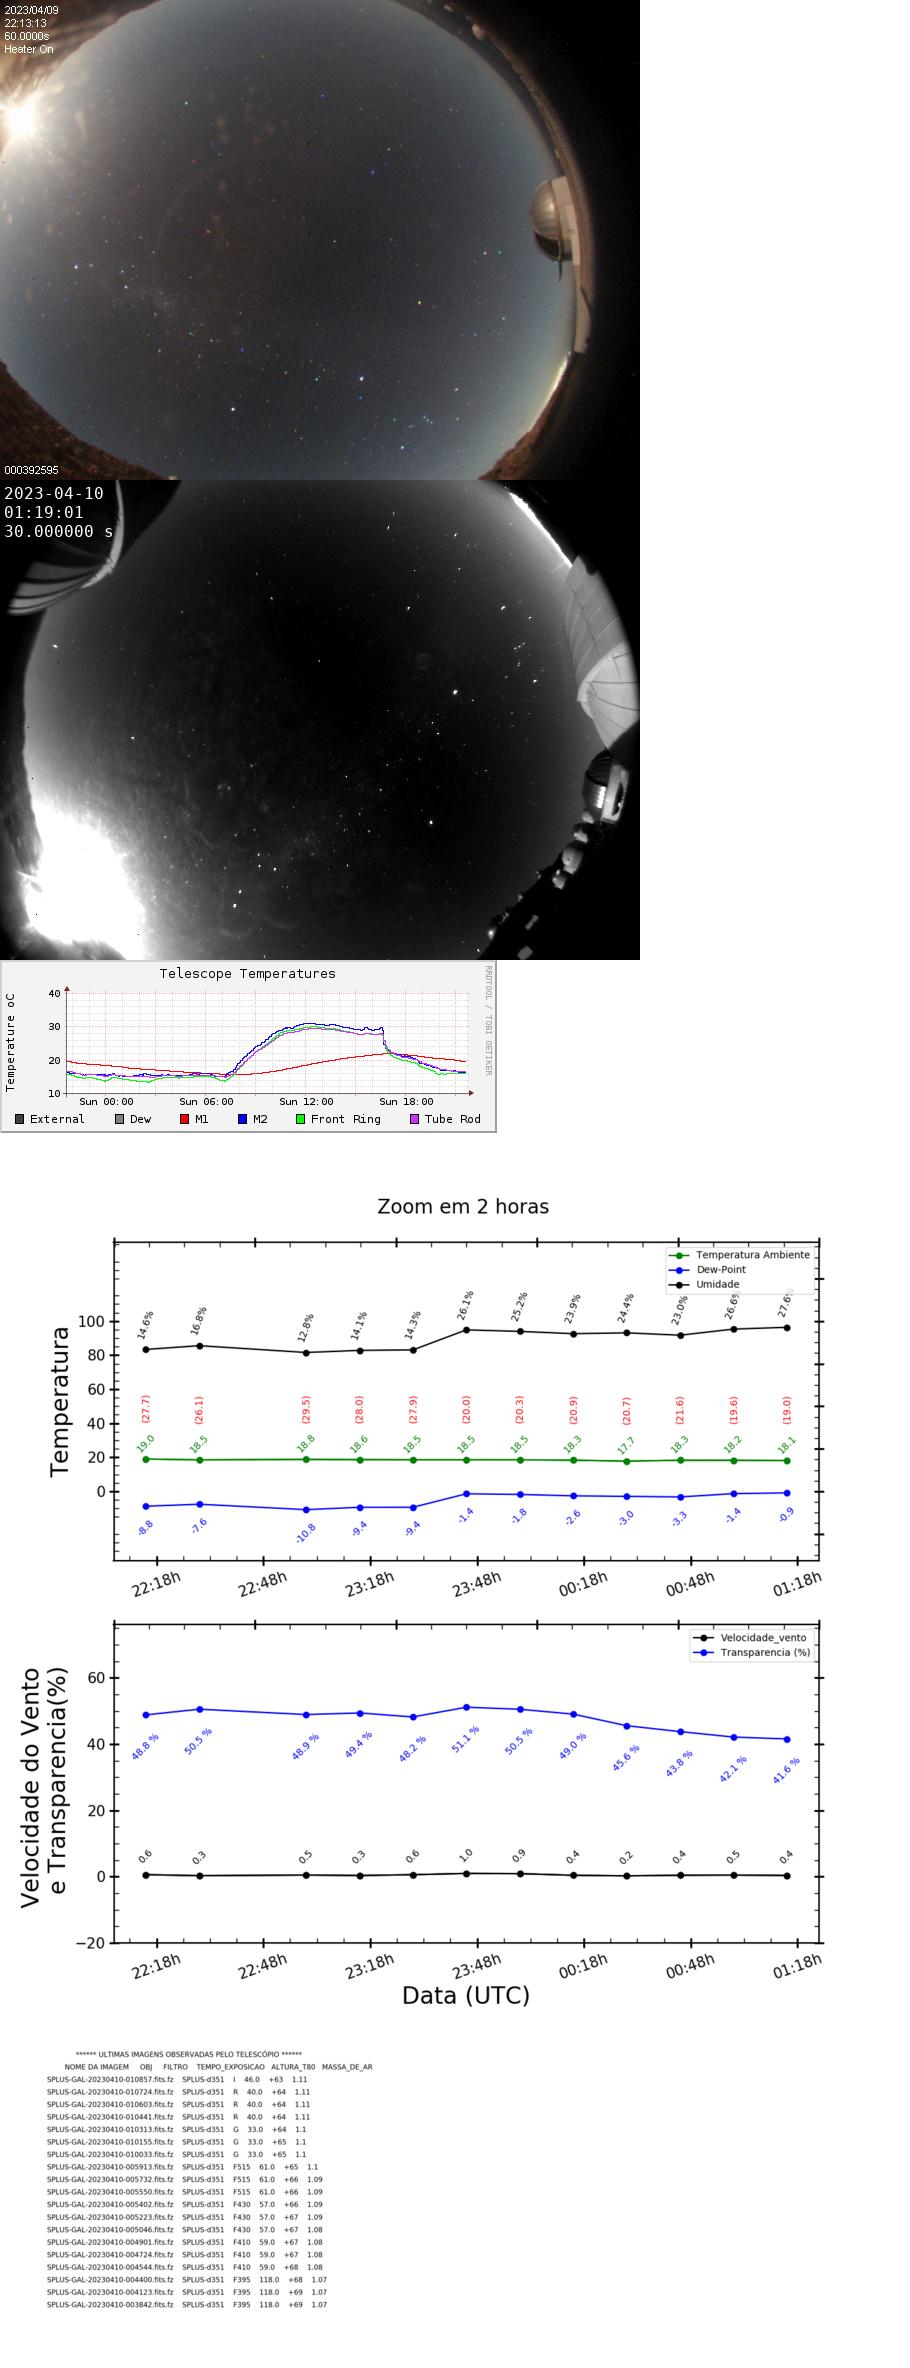 2023/04/09
22:13:13
60.0000s
Heater On
000392595
2023-04-10
01:19:01
30.000000 s
Telescope Temperatures
Temperature oC
40
30
20
10
Sun 00:00 Sun 06:00 Sun 12:00 Sun 18:00
External Dew M1 M2 Front Ring Tube Rod
RRDTOOL / TOBI OETIKER
Zoom em 2 horas
Temperatura Ambiente
Dew-Point
Umidade
Temperatura
100
80
60
40
20
0
14.6% 16.8% 12.8% 14.1% 14.3% 26.1% 25.2% 23.9% 24.4% 23.0% 26.6% 27.6%
(27.7) (26.1) (29.5) (28.0) (27.9) (20.0) (20.3) (20.9) (20.7) (21.6) (19.6) (19.0)
19.0 18.5 18.8 18.6 18.5 18.5 18.5 18.3 17.7 18.3 18.2 18.1
-8.8 -7.6 -10.8 -9.4 -9.4 -1.4 -1.8 -2.6 -3.0 -3.3 -1.4 -0.9
22:18h 22:48h 23:18h 23:48h 00:18h 00:48h 01:18h
Velocidade_vento
Transparencia (%)
Velocidade do Vento
e Transparencia(%)
60
40
20
0
−20
48.8 % 50.5 % 48.9 % 49.4 % 48.2 % 51.1 % 50.5 % 49.0 % 45.6 % 43.8 % 42.1 % 41.6 %
0.6 0.3 0.5 0.3 0.6 1.0 0.9 0.4 0.2 0.4 0.5 0.4
22:18h 22:48h 23:18h 23:48h 00:18h 00:48h 01:18h
Data (UTC)
****** ULTIMAS IMAGENS OBSERVADAS PELO TELESCÓPIO ******
NOME DA IMAGEM OBJ FILTRO TEMPO_EXPOSICAO ALTURA_T80 MASSA_DE_AR
SPLUS-GAL-20230410-010857.fits.fz SPLUS-d351 I 46.0 +63 1.11
SPLUS-GAL-20230410-010724.fits.fz SPLUS-d351 R 40.0 +64 1.11
SPLUS-GAL-20230410-010603.fits.fz SPLUS-d351 R 40.0 +64 1.11
SPLUS-GAL-20230410-010441.fits.fz SPLUS-d351 R 40.0 +64 1.11
SPLUS-GAL-20230410-010313.fits.fz SPLUS-d351 G 33.0 +64 1.1
SPLUS-GAL-20230410-010155.fits.fz SPLUS-d351 G 33.0 +65 1.1
SPLUS-GAL-20230410-010033.fits.fz SPLUS-d351 G 33.0 +65 1.1
SPLUS-GAL-20230410-005913.fits.fz SPLUS-d351 F515 61.0 +65 1.1
SPLUS-GAL-20230410-005732.fits.fz SPLUS-d351 F515 61.0 +66 1.09
SPLUS-GAL-20230410-005550.fits.fz SPLUS-d351 F515 61.0 +66 1.09
SPLUS-GAL-20230410-005402.fits.fz SPLUS-d351 F430 57.0 +66 1.09
SPLUS-GAL-20230410-005223.fits.fz SPLUS-d351 F430 57.0 +67 1.09
SPLUS-GAL-20230410-005046.fits.fz SPLUS-d351 F430 57.0 +67 1.08
SPLUS-GAL-20230410-004901.fits.fz SPLUS-d351 F410 59.0 +67 1.08
SPLUS-GAL-20230410-004724.fits.fz SPLUS-d351 F410 59.0 +67 1.08
SPLUS-GAL-20230410-004544.fits.fz SPLUS-d351 F410 59.0 +68 1.08
SPLUS-GAL-20230410-004400.fits.fz SPLUS-d351 F395 118.0 +68 1.07
SPLUS-GAL-20230410-004123.fits.fz SPLUS-d351 F395 118.0 +69 1.07
SPLUS-GAL-20230410-003842.fits.fz SPLUS-d351 F395 118.0 +69 1.07